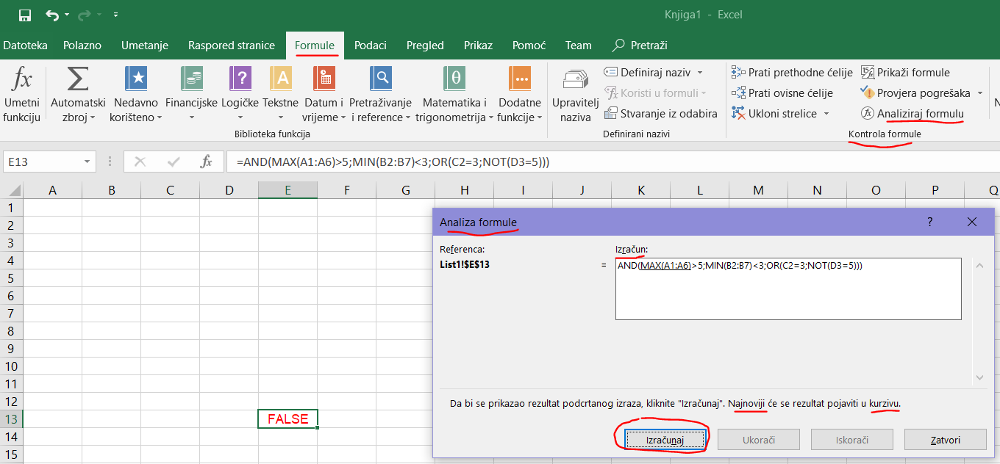 Knjiga1 - Excel
Datoteka Polazno Umetanje Raspored stranice Formule Podaci Pregled Prikaz Pomoć Team Pretraži
fx Σ ? A θ
Umetni funkciju
Automatski zbroj
Nedavno korišteno
Financijske
Logičke
Tekstne
Datum i vrijeme
Pretraživanje i reference
Matematika i trigonometrija
Dodatne funkcije
Biblioteka funkcija
Upravitelj naziva
Definiraj naziv
Koristi u formuli
Stvaranje iz odabira
Definirani nazivi
Prati prethodne ćelije
Prati ovisne ćelije
Ukloni strelice
Prikaži formule
Provjera pogrešaka
Analiziraj formulu
Kontrola formule
E13 fx =AND(MAX(A1:A6)>5;MIN(B2:B7)<3;OR(C2=3;NOT(D3=5)))
A B C D E F G H I J K L M N O P Q
1
2
3
4
5
6
7
8
9
10
11
12
13 FALSE
14
15
Analiza formule ?
Referenca: Izračun:
List1!$E$13 = AND(MAX(A1:A6)>5;MIN(B2:B7)<3;OR(C2=3;NOT(D3=5)))
Da bi se prikazao rezultat podcrtanog izraza, kliknite "Izračunaj". Najnoviji će se rezultat pojaviti u kurzivu.
Izračunaj Ukorači Iskorači Zatvori